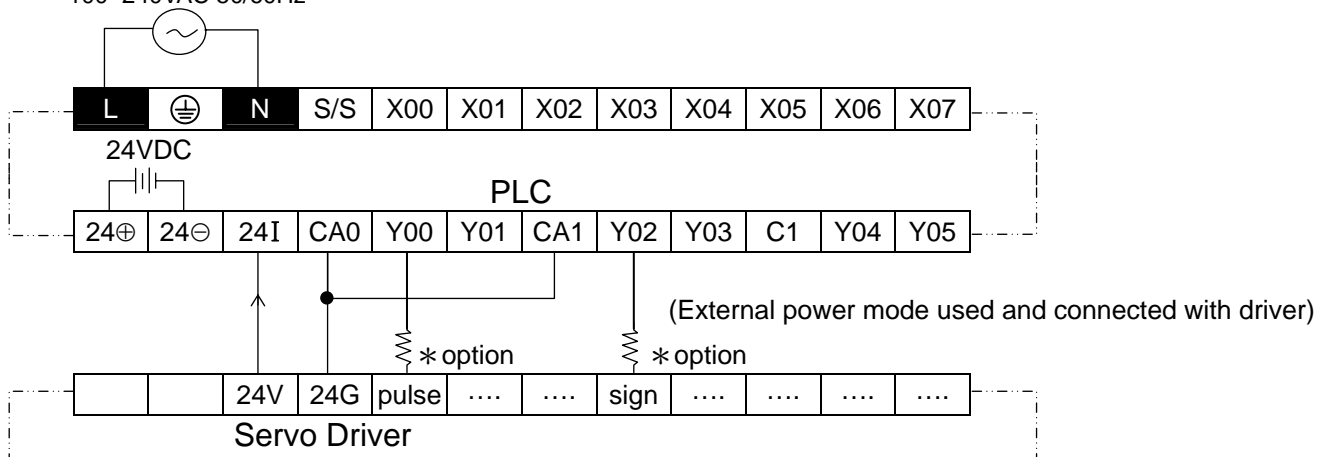 L N S/S X00 X01 X02 X03 X04 X05 X06 X07
24VDC
PLC
24⊕ 24⊖ 24I CA0 Y00 Y01 CA1 Y02 Y03 C1 Y04 Y05
(External power mode used and connected with driver)
*option *option
24V 24G pulse ···· ···· sign ···· ···· ···· ····
Servo Driver